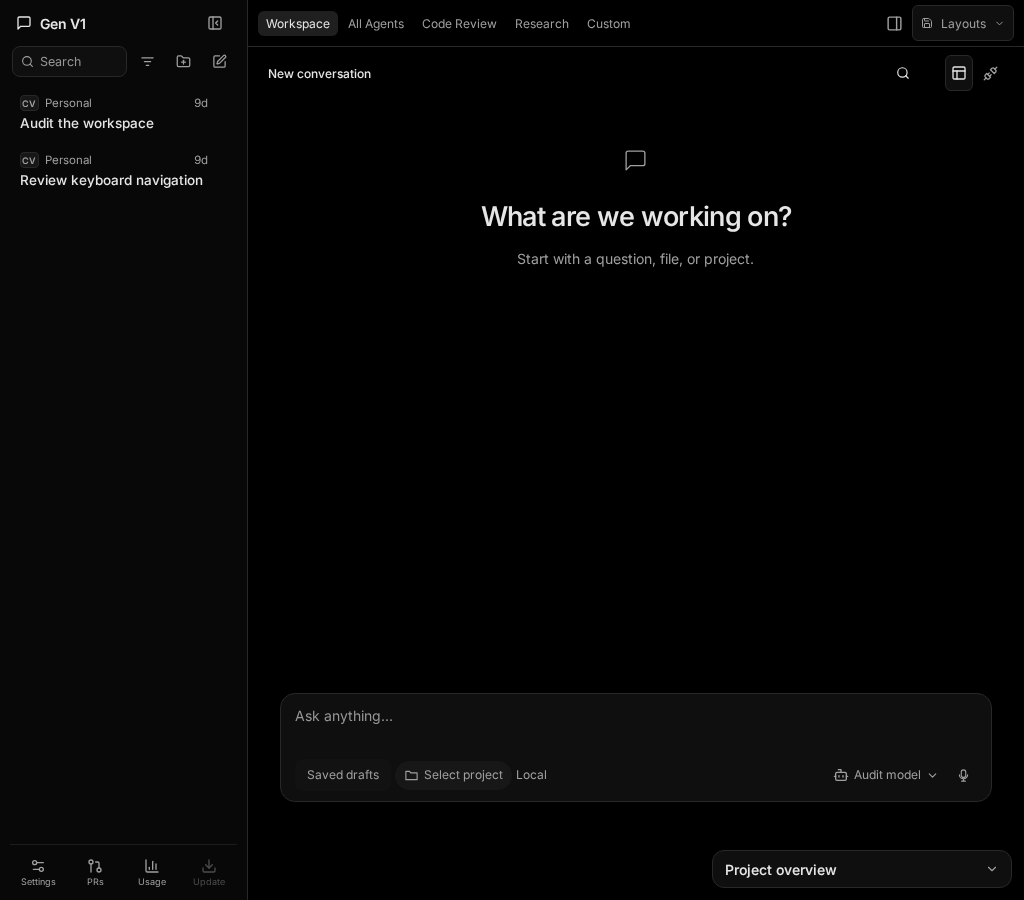 Gen V1
Search
CV Personal 9d
Audit the workspace
CV Personal 9d
Review keyboard navigation
Settings PRs Usage Update
Workspace All Agents Code Review Research Custom Layouts
New conversation
What are we working on?
Start with a question, file, or project.
Ask anything...
Saved drafts Select project Local Audit model
Project overview